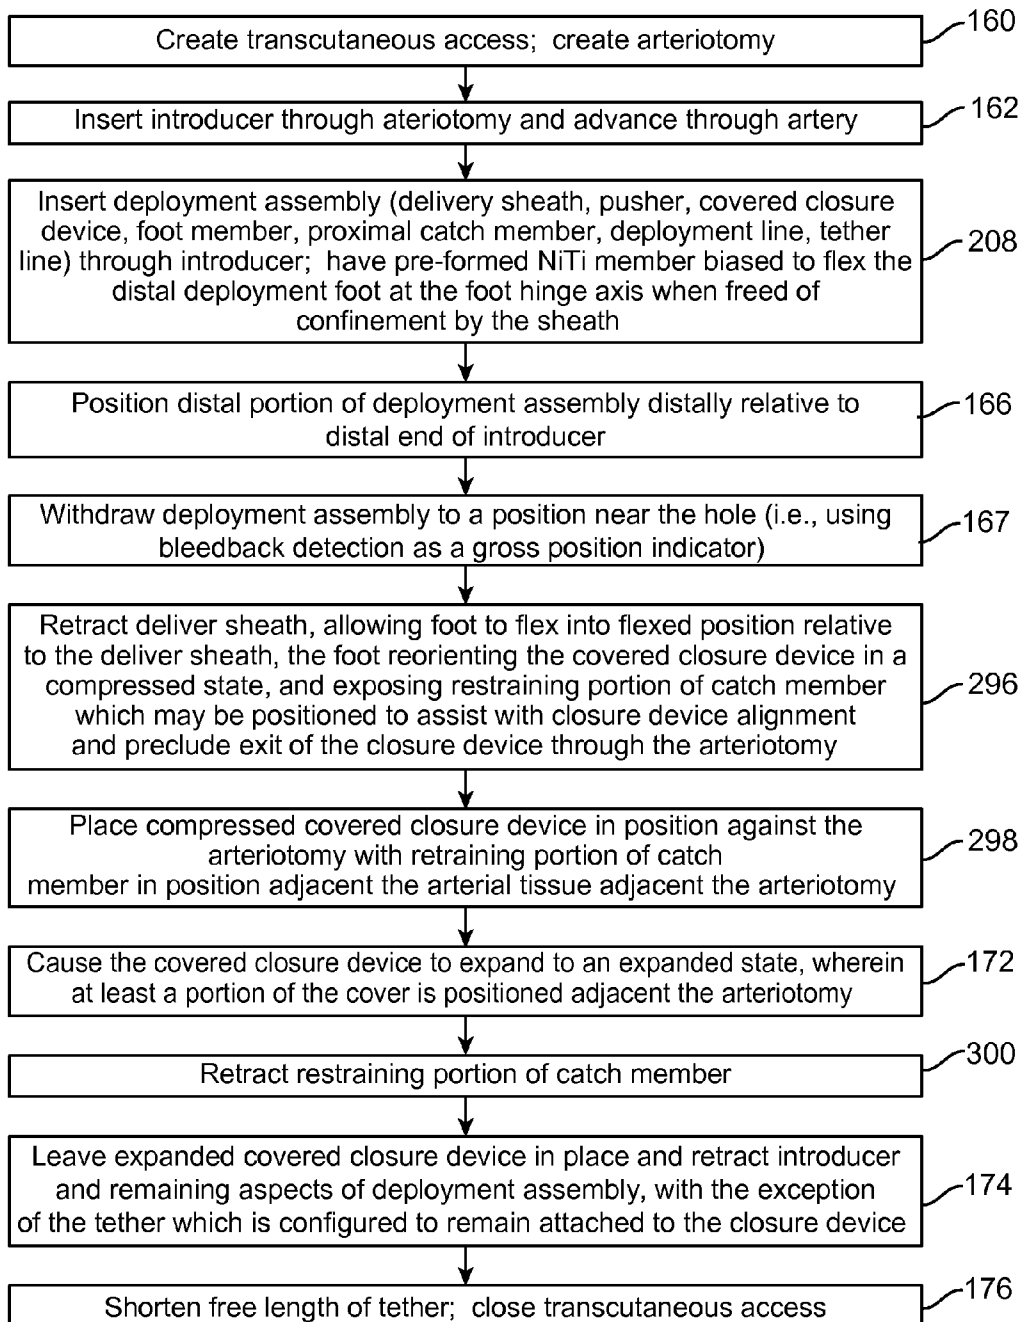 Create transcutaneous access; create arteriotomy
160
Insert introducer through ateriotomy and advance through artery
162
Insert deployment assembly (delivery sheath, pusher, covered closure
device, foot member, proximal catch member, deployment line, tether
line) through introducer; have pre-formed NiTi member biased to flex the
distal deployment foot at the foot hinge axis when freed of
confinement by the sheath
208
Position distal portion of deployment assembly distally relative to
distal end of introducer
166
Withdraw deployment assembly to a position near the hole (i.e., using
bleedback detection as a gross position indicator)
167
Retract deliver sheath, allowing foot to flex into flexed position relative
to the deliver sheath, the foot reorienting the covered closure device in a
compressed state, and exposing restraining portion of catch member
which may be positioned to assist with closure device alignment
and preclude exit of the closure device through the arteriotomy
296
Place compressed covered closure device in position against the
arteriotomy with retraining portion of catch
member in position adjacent the arterial tissue adjacent the arteriotomy
298
Cause the covered closure device to expand to an expanded state, wherein
at least a portion of the cover is positioned adjacent the arteriotomy
172
Retract restraining portion of catch member
300
Leave expanded covered closure device in place and retract introducer
and remaining aspects of deployment assembly, with the exception
of the tether which is configured to remain attached to the closure device
174
Shorten free length of tether; close transcutaneous access
176